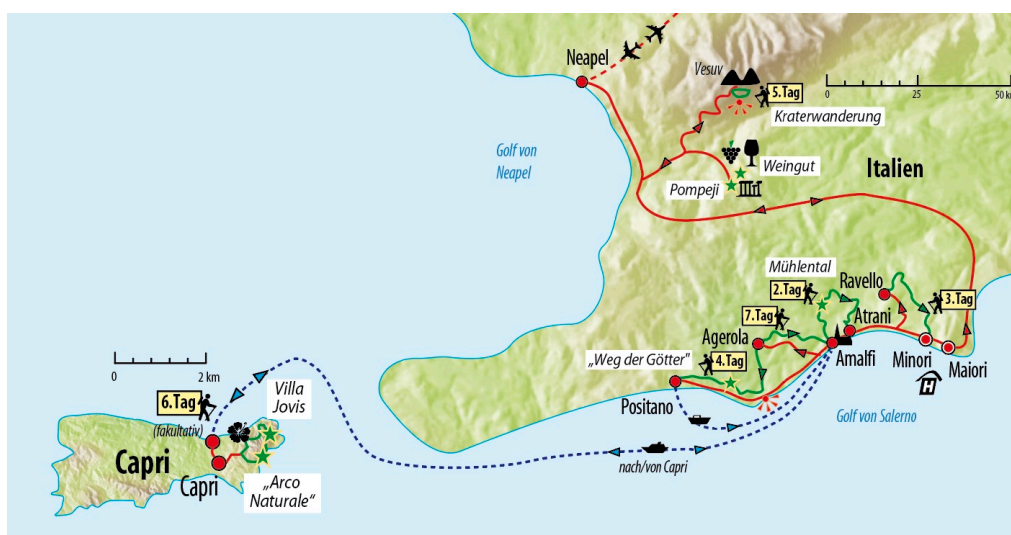 Neapel
Vesuv
0
50 km
5.Tag
Kraterwanderung
Golf von
Neapel
Weingut
Italien
Pompeji
Mühlental
2.Tag
Ravello
3.Tag
7.Tag
Atrani
Agerola
Amalfi
Minori
Maiori
„Weg der Götter"
4.Tag
Positano
H
Golf von Salerno
0
2 km
6.Tag
(fakultativ)
Villa
Jovis
Capri
Capri
„Arco
Naturale“
nach/von Capri